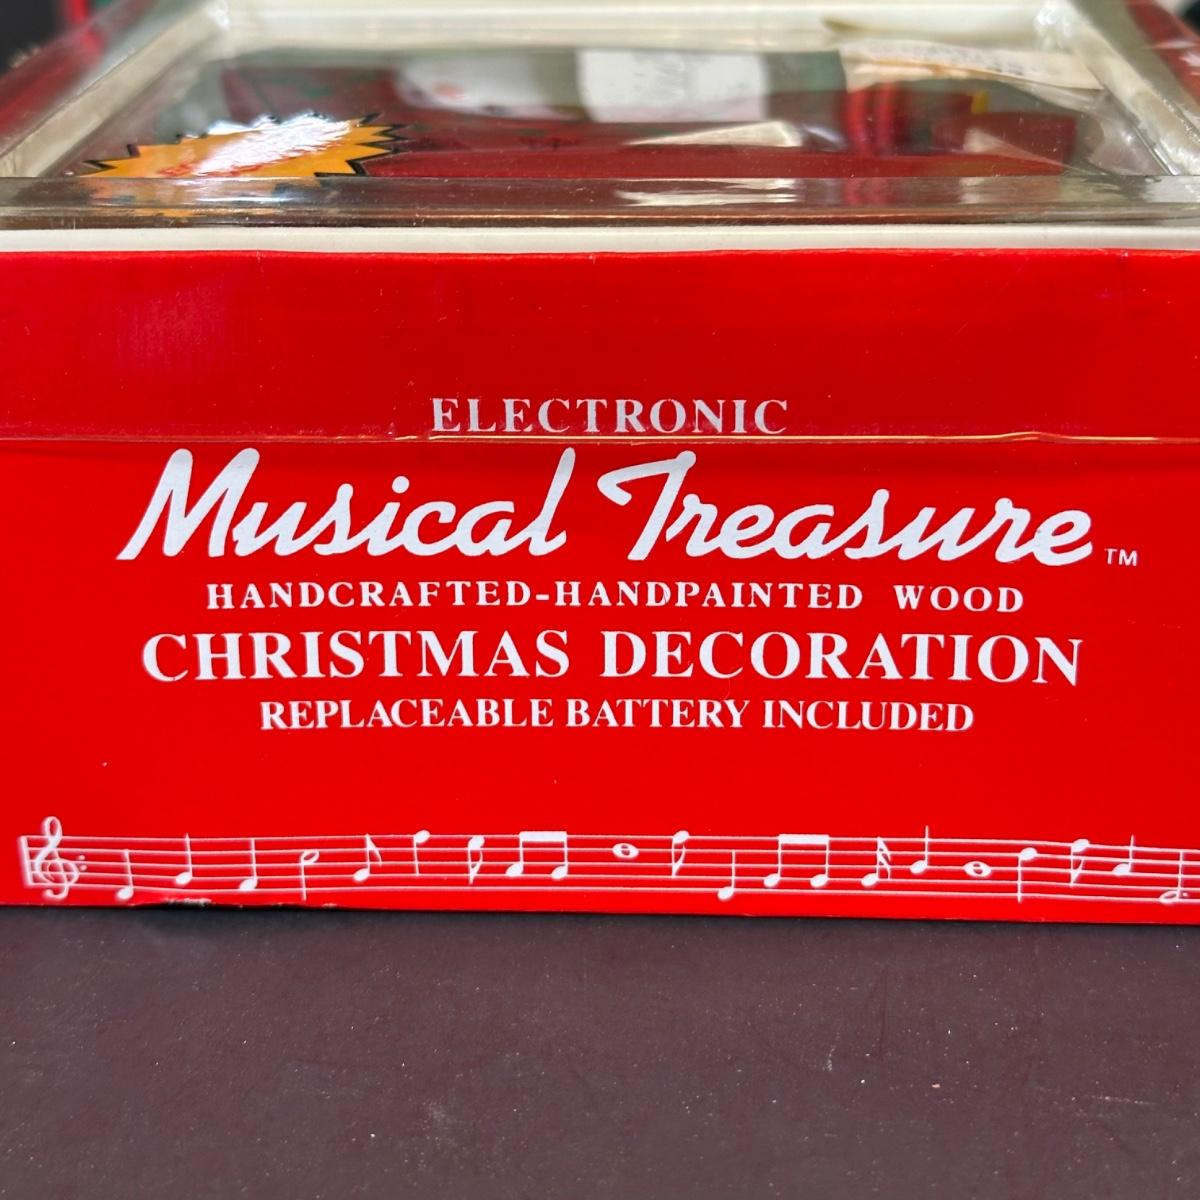 ELECTRONIC
Musical Treasure™
HANDCRAFTED-HANDPAINTED WOOD
CHRISTMAS DECORATION
REPLACEABLE BATTERY INCLUDED